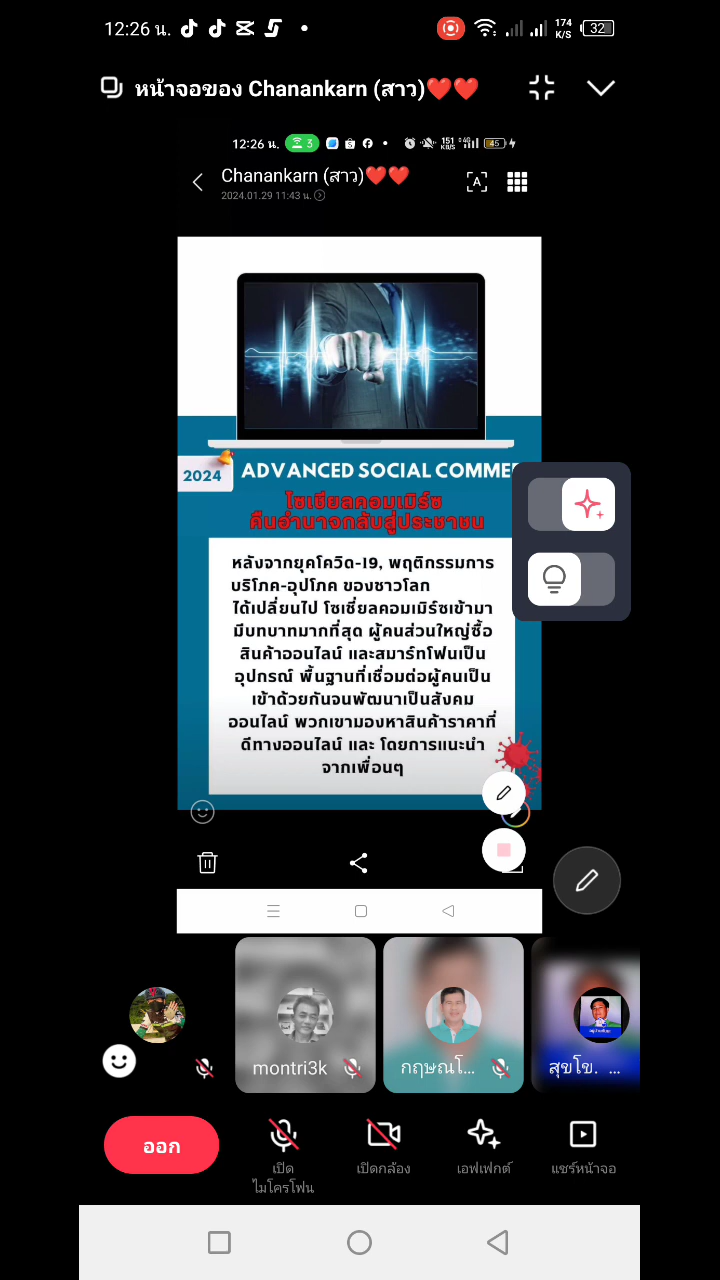 12:26 น.
174
K/S
32
หน้าจอของ Chanankarn (สาว)❤️❤️
12:26 น.
3
151
KB/S
4G
45
Chanankarn (สาว)❤️❤️
2024.01.29 11:43 น.
A
2024
ADVANCED SOCIAL COMME
โซเชียลคอมเมิร์ซ
คืนอำนาจกลับสู่ประชาชน
หลังจากยุคโควิด-19, พฤติกรรมการ
บริโภค-อุปโภค ของชาวโลก
ได้เปลี่ยนไป โซเชี่ยลคอมเมิร์ซเข้ามา
มีบทบาทมากที่สุด ผู้คนส่วนใหญ่ซื้อ
สินค้าออนไลน์ และสมาร์ทโฟนเป็น
อุปกรณ์ พื้นฐานที่เชื่อมต่อผู้คนเป็น
เข้าด้วยกันจนพัฒนาเป็นสังคม
ออนไลน์ พวกเขามองหาสินค้าราคาที่
ดีทางออนไลน์ และ โดยการแนะนำ
จากเพื่อนๆ
montri3k
กฤษณโ...
สุขโข. ...
ออก
เปิด
ไมโครโฟน
เปิดกล้อง
เอฟเฟกต์
แชร์หน้าจอ